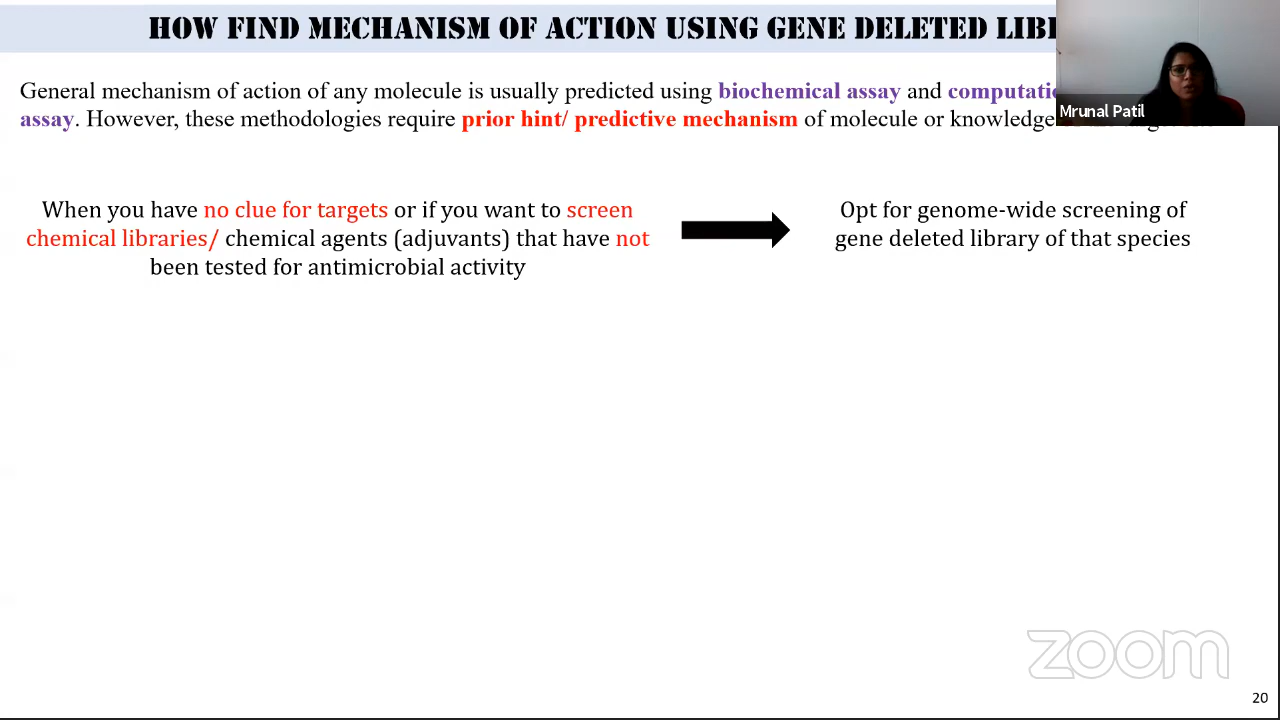 HOW FIND MECHANISM OF ACTION USING GENE DELETED
General mechanism of action of any molecule is usually predicted using biochemical assay and
assay. However, these methodologies require prior hint/ predictive mechanism of molecule or knowledge
Mrunal Patil
When you have no clue for targets or if you want to screen
chemical libraries/ chemical agents (adjuvants) that have not
been tested for antimicrobial activity
Opt for genome-wide screening of
gene deleted library of that species
zoom
20